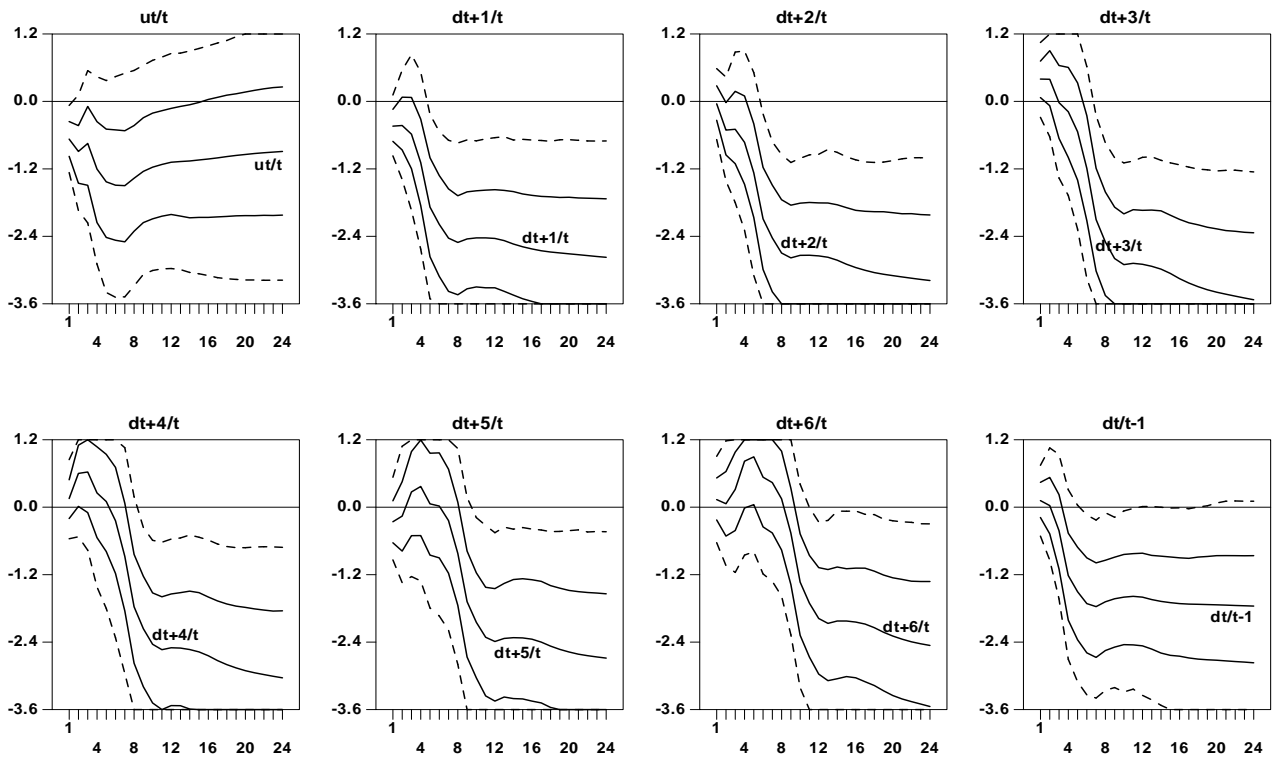 ut/t dt+1/t dt+2/t dt+3/t
1.2 1.2 1.2 1.2
0.0 0.0 0.0 0.0
-1.2 ut/t -1.2 -1.2 -1.2
-2.4 -2.4 dt+1/t -2.4 dt+2/t -2.4 dt+3/t
-3.6 -3.6 -3.6 -3.6
1 1 1 1
4 8 12 16 20 24 4 8 12 16 20 24 4 8 12 16 20 24 4 8 12 16 20 24
dt+4/t dt+5/t dt+6/t dt/t-1
1.2 1.2 1.2 1.2
0.0 0.0 0.0 0.0
-1.2 -1.2 -1.2 -1.2
dt/t-1
-2.4 dt+4/t -2.4 dt+5/t -2.4 dt+6/t -2.4
-3.6 -3.6 -3.6 -3.6
1 1 1 1
4 8 12 16 20 24 4 8 12 16 20 24 4 8 12 16 20 24 4 8 12 16 20 24